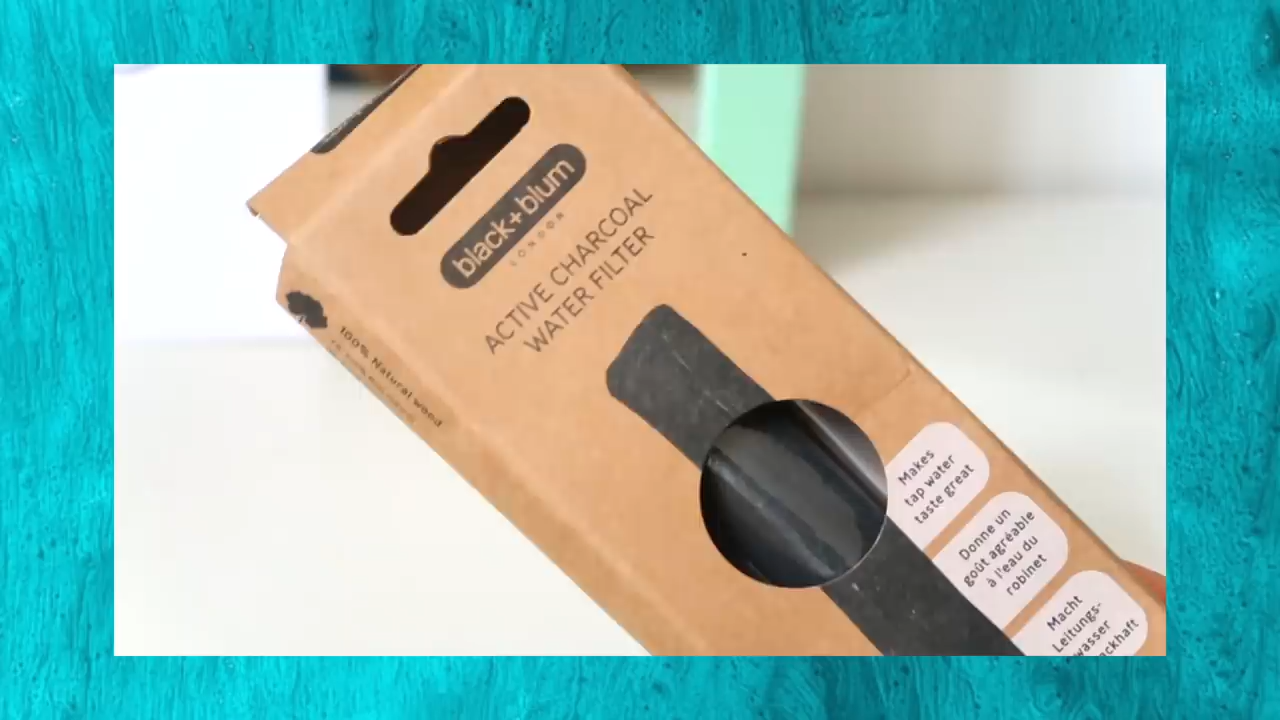 black+blum
LONDON
ACTIVE CHARCOAL
WATER FILTER
100% Natural wood
Makes
tap water
taste great
Donne un
goût agréable
à l'eau du
robinet
Macht
Leitungs-
wasser